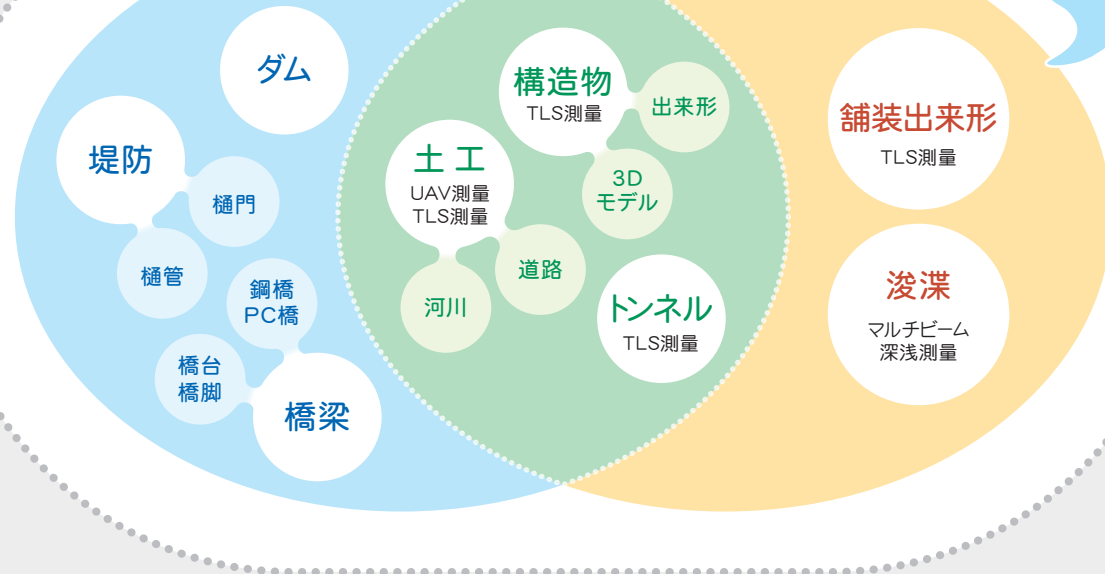 ダム
堤防
樋門
樋管
鋼橋
PC橋
橋台
橋脚
橋梁
構造物
TLS測量
出来形
3D
モデル
土工
UAV測量
TLS測量
道路
河川
トンネル
TLS測量
舗装出来形
TLS測量
浚渫
マルチビーム
深浅測量